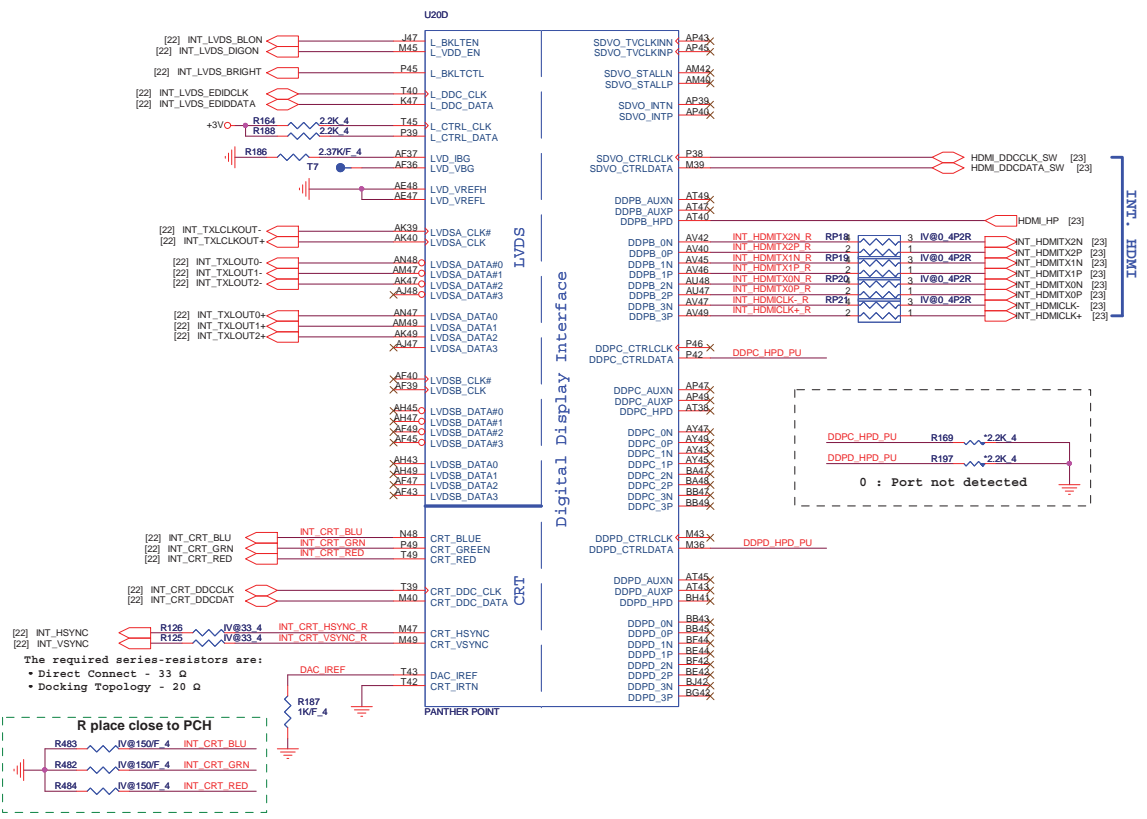 U20D
[22] INT_LVDS_BLON J47 L_BKLTEN
[22] INT_LVDS_DIGON M45 L_VDD_EN
[22] INT_LVDS_BRIGHT P45 L_BKLTCTL
[22] INT_LVDS_EDIDCLK T40 L_DDC_CLK
[22] INT_LVDS_EDIDDATA K47 L_DDC_DATA
+3V R164 2.2K_4 T45 L_CTRL_CLK
R188 2.2K_4 P39 L_CTRL_DATA
R186 2.37K/F_4 AF37 LVD_IBG
T7 AF36 LVD_VBG
AE48 LVD_VREFH
AE47 LVD_VREFL
[22] INT_TXLCLKOUT- AK39 LVDSA_CLK#
[22] INT_TXLCLKOUT+ AK40 LVDSA_CLK
[22] INT_TXLOUT0- AN48 LVDSA_DATA#0
[22] INT_TXLOUT1- AM47 LVDSA_DATA#1
[22] INT_TXLOUT2- AK47 LVDSA_DATA#2
AJ48 LVDSA_DATA#3
[22] INT_TXLOUT0+ AN47 LVDSA_DATA0
[22] INT_TXLOUT1+ AM49 LVDSA_DATA1
[22] INT_TXLOUT2+ AK49 LVDSA_DATA2
AJ47 LVDSA_DATA3
AF40 LVDSB_CLK#
AF39 LVDSB_CLK
AH45 LVDSB_DATA#0
AH47 LVDSB_DATA#1
AF49 LVDSB_DATA#2
AF45 LVDSB_DATA#3
AH43 LVDSB_DATA0
AH49 LVDSB_DATA1
AF47 LVDSB_DATA2
AF43 LVDSB_DATA3
LVDS
[22] INT_CRT_BLU INT_CRT_BLU N48 CRT_BLUE
[22] INT_CRT_GRN INT_CRT_GRN P49 CRT_GREEN
[22] INT_CRT_RED INT_CRT_RED T49 CRT_RED
[22] INT_CRT_DDCCLK T39 CRT_DDC_CLK
[22] INT_CRT_DDCDAT M40 CRT_DDC_DATA
CRT
[22] INT_HSYNC R126 IV@33_4 INT_CRT_HSYNC_R M47 CRT_HSYNC
[22] INT_VSYNC R125 IV@33_4 INT_CRT_VSYNC_R M49 CRT_VSYNC
The required series-resistors are:
• Direct Connect - 33 Ω
• Docking Topology - 20 Ω
DAC_IREF T43 DAC_IREF
T42 CRT_IRTN
R187
1K/F_4
PANTHER POINT
R place close to PCH
R483 IV@150/F_4 INT_CRT_BLU
R482 IV@150/F_4 INT_CRT_GRN
R484 IV@150/F_4 INT_CRT_RED
Digital Display Interface
SDVO_TVCLKINN AP43
SDVO_TVCLKINP AP45
SDVO_STALLN AM42
SDVO_STALLP AM40
SDVO_INTN AP39
SDVO_INTP AP40
SDVO_CTRLCLK P38 HDMI_DDCCLK_SW [23]
SDVO_CTRLDATA M39 HDMI_DDCDATA_SW [23]
DDPB_AUXN AT49
DDPB_AUXP AT47
DDPB_HPD AT40 HDMI_HP [23]
DDPB_0N AV42 INT_HDMITX2N_R RP18 4 3 IV@0_4P2R INT_HDMITX2N [23]
DDPB_0P AV40 INT_HDMITX2P_R 2 1 INT_HDMITX2P [23]
DDPB_1N AV45 INT_HDMITX1N_R RP19 4 3 IV@0_4P2R INT_HDMITX1N [23]
DDPB_1P AV46 INT_HDMITX1P_R 2 1 INT_HDMITX1P [23]
DDPB_2N AU48 INT_HDMITX0N_R RP20 4 3 IV@0_4P2R INT_HDMITX0N [23]
DDPB_2P AU47 INT_HDMITX0P_R 2 1 INT_HDMITX0P [23]
DDPB_3N AV47 INT_HDMICLK-_R RP21 4 3 IV@0_4P2R INT_HDMICLK- [23]
DDPB_3P AV49 INT_HDMICLK+_R 2 1 INT_HDMICLK+ [23]
INT. HDMI
DDPC_CTRLCLK P46
DDPC_CTRLDATA P42 DDPC_HPD_PU
DDPC_AUXN AP47
DDPC_AUXP AP49
DDPC_HPD AT38
DDPC_0N AY47
DDPC_0P AY49
DDPC_1N AY43
DDPC_1P AY45
DDPC_2N BA47
DDPC_2P BA48
DDPC_3N BB47
DDPC_3P BB49
DDPC_HPD_PU R169 *2.2K_4
DDPD_HPD_PU R197 *2.2K_4
0 : Port not detected
DDPD_CTRLCLK M43
DDPD_CTRLDATA M36 DDPD_HPD_PU
DDPD_AUXN AT45
DDPD_AUXP AT43
DDPD_HPD BH41
DDPD_0N BB43
DDPD_0P BB45
DDPD_1N BF44
DDPD_1P BE44
DDPD_2N BF42
DDPD_2P BE42
DDPD_3N BJ42
DDPD_3P BG42